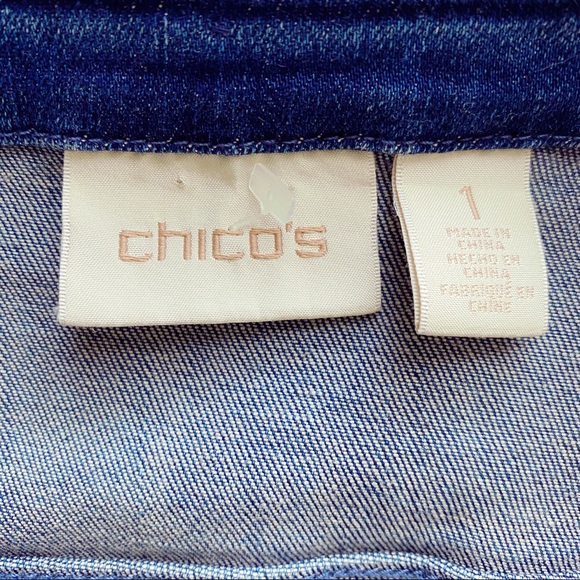 chico's
1
MADE IN
CHINA
HECHO EN
CHINA
FABRIQUÉ EN
CHINE